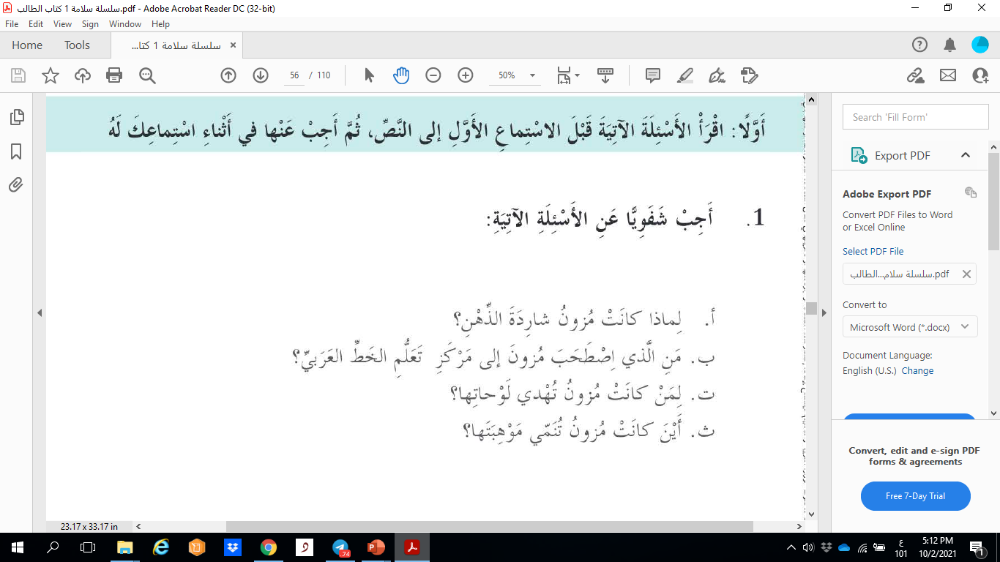 سلسلة سلامة 1 كتاب الطالب.pdf - Adobe Acrobat Reader DC (32-bit)
File Edit View Sign Window Help
Home Tools سلسلة سلامة 1 كتا... ×
56 / 110 50%
أَوَّلًا: اقْرَأْ الأَسْئِلَةَ الآتِيَةَ قَبْلَ الاسْتِماعِ الأَوَّلِ إلى النَّصِّ، ثُمَّ أَجِبْ عَنْها في أَثْناءِ اسْتِماعِكَ لَهُ
1. أَجِبْ شَفَوِيًّا عَنِ الأَسْئِلَةِ الآتِيَةِ:
أ. لِماذا كانَتْ مُزونُ شارِدَةَ الذِّهْنِ؟
ب. مَنِ الَّذي اِصْطَحَبَ مُزونَ إلى مَرْكَزِ تَعَلُّمِ الخَطِّ العَرَبيِّ؟
ت. لِمَنْ كانَتْ مُزونُ تُهْدي لَوْحاتِها؟
ث. أَيْنَ كانَتْ مُزونُ تُنَمّي مَوْهِبَتَها؟
23.17 x 33.17 in
Search 'Fill Form'
Export PDF
Adobe Export PDF
Convert PDF Files to Word
or Excel Online
Select PDF File
سلسلة سلام...الطالب.pdf
Convert to
Microsoft Word (*.docx)
Document Language:
English (U.S.) Change
Convert, edit and e-sign PDF
forms & agreements
Free 7-Day Trial
74
ع
101
5:12 PM
10/2/2021
1